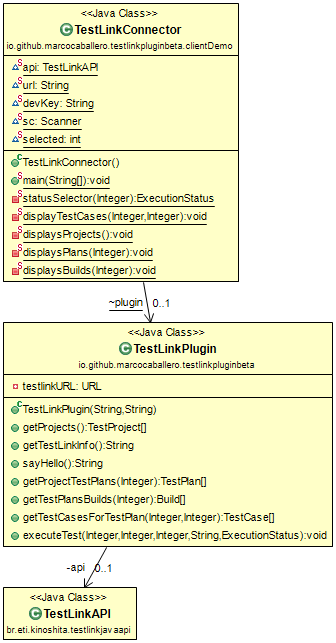 <<Java Class>>
TestLinkConnector
io.github.marcocaballero.testlinkpluginbeta.clientDemo
api: TestLinkAPI
url: String
devKey: String
sc: Scanner
selected: int
TestLinkConnector()
main(String[]):void
statusSelector(Integer):ExecutionStatus
displayTestCases(Integer,Integer):void
displaysProjects():void
displaysPlans(Integer):void
displaysBuilds(Integer):void
~plugin 0..1
<<Java Class>>
TestLinkPlugin
io.github.marcocaballero.testlinkpluginbeta
testlinkURL: URL
TestLinkPlugin(String,String)
getProjects():TestProject[]
getTestLinkInfo():String
sayHello():String
getProjectTestPlans(Integer):TestPlan[]
getTestPlansBuilds(Integer):Build[]
getTestCasesForTestPlan(Integer,Integer):TestCase[]
executeTest(Integer,Integer,Integer,String,ExecutionStatus):void
-api 0..1
<<Java Class>>
TestLinkAPI
br.eti.kinoshita.testlinkjavaapi